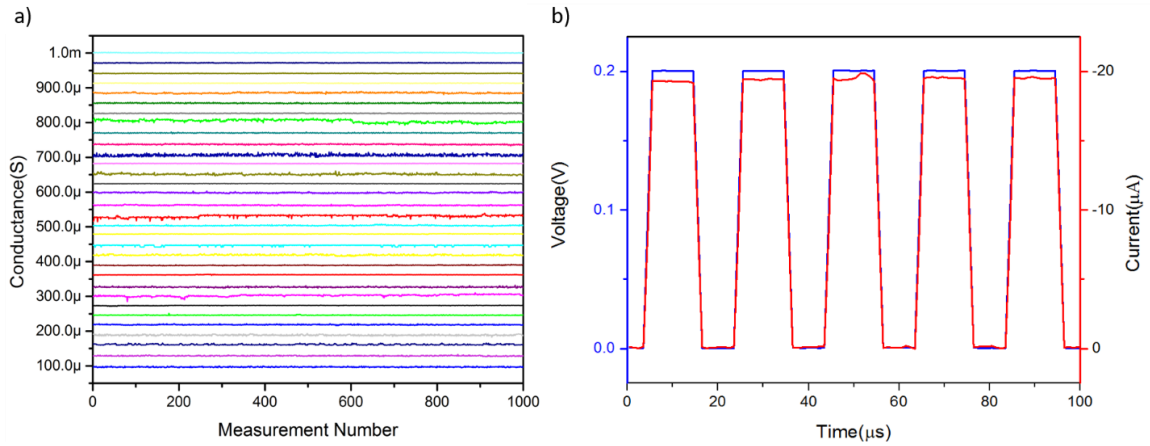 a)
1.0m
900.0µ
800.0µ
700.0µ
600.0µ
500.0µ
400.0µ
300.0µ
200.0µ
100.0µ
Conductance(S)
0 200 400 600 800 1000
Measurement Number
b)
0.2
0.1
0.0
Voltage(V)
-20
-10
0
Current(µA)
0 20 40 60 80 100
Time(µs)